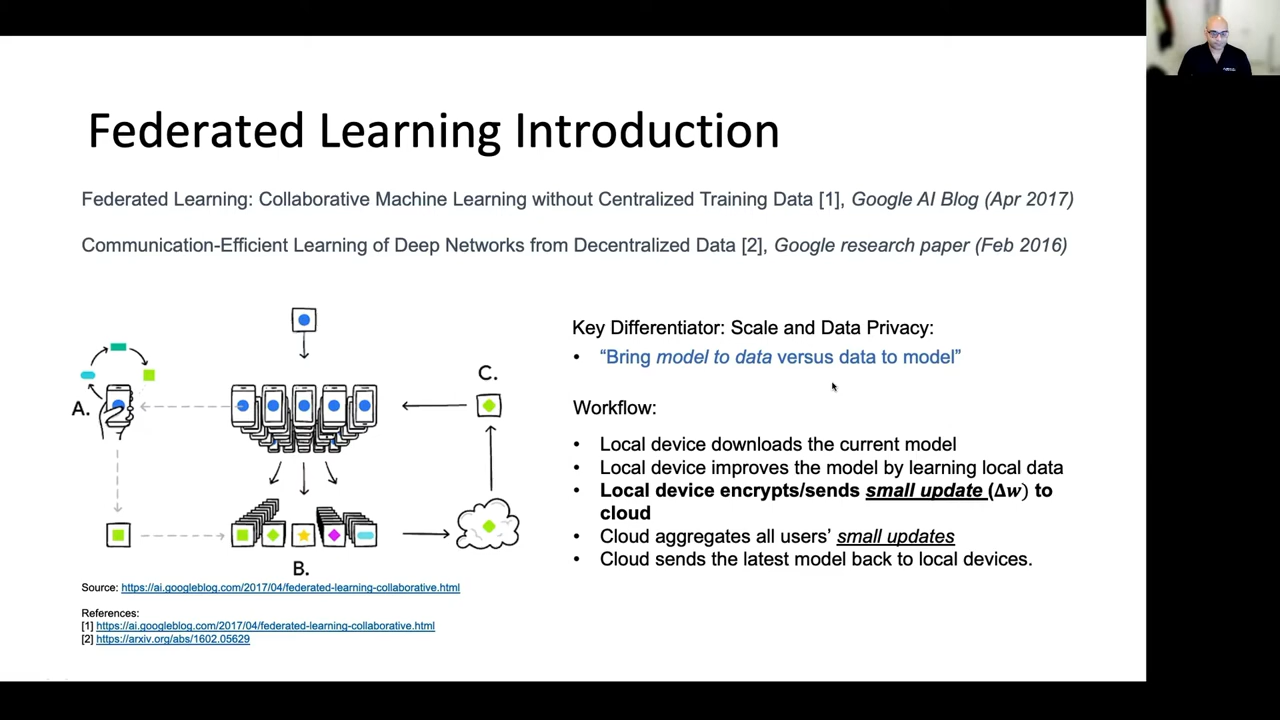 Federated Learning Introduction
Federated Learning: Collaborative Machine Learning without Centralized Training Data [1], Google AI Blog (Apr 2017)
Communication-Efficient Learning of Deep Networks from Decentralized Data [2], Google research paper (Feb 2016)
A.
B.
C.
Source: https://ai.googleblog.com/2017/04/federated-learning-collaborative.html
References:
[1] https://ai.googleblog.com/2017/04/federated-learning-collaborative.html
[2] https://arxiv.org/abs/1602.05629
Key Differentiator: Scale and Data Privacy:
• “Bring model to data versus data to model”
Workflow:
• Local device downloads the current model
• Local device improves the model by learning local data
• Local device encrypts/sends small update (Δw) to
cloud
• Cloud aggregates all users’ small updates
• Cloud sends the latest model back to local devices.